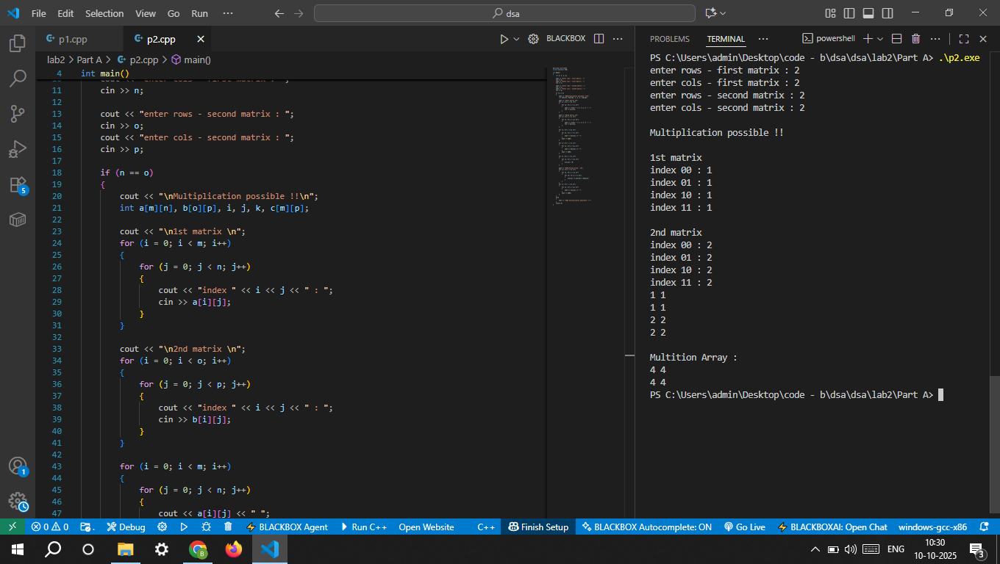 File Edit Selection View Go Run ···
dsa
p1.cpp
p2.cpp
BLACKBOX
lab2 > Part A > p2.cpp > main()
4 int main()
11 cin >> n;
12
13 cout << "enter rows - second matrix : ";
14 cin >> o;
15 cout << "enter cols - second matrix : ";
16 cin >> p;
17
18 if (n == o)
19 {
20 cout << "\nMultiplication possible !!\n";
21 int a[m][n], b[o][p], i, j, k, c[m][p];
22
23 cout << "\n1st matrix \n";
24 for (i = 0; i < m; i++)
25 {
26 for (j = 0; j < n; j++)
27 {
28 cout << "index " << i << j << " : ";
29 cin >> a[i][j];
30 }
31 }
32
33 cout << "\n2nd matrix \n";
34 for (i = 0; i < o; i++)
35 {
36 for (j = 0; j < p; j++)
37 {
38 cout << "index " << i << j << " : ";
39 cin >> b[i][j];
40 }
41 }
42
43 for (i = 0; i < m; i++)
44 {
45 for (j = 0; j < n; j++)
46 {
47 cout << a[i][j] << " ";
PROBLEMS TERMINAL ··· powershell
PS C:\Users\admin\Desktop\code - b\dsa\dsa\lab2\Part A> .\p2.exe
enter rows - first matrix : 2
enter cols - first matrix : 2
enter rows - second matrix : 2
enter cols - second matrix : 2
Multiplication possible !!
1st matrix
index 00 : 1
index 01 : 1
index 10 : 1
index 11 : 1
2nd matrix
index 00 : 2
index 01 : 2
index 10 : 2
index 11 : 2
1 1
1 1
2 2
2 2
Multition Array :
4 4
4 4
PS C:\Users\admin\Desktop\code - b\dsa\dsa\lab2\Part A>
5
1
0 0 Debug BLACKBOX Agent Run C++ Open Website C++ Finish Setup BLACKBOX Autocomplete: ON Go Live BLACKBOXAI: Open Chat windows-gcc-x86
B
ENG
10:30
10-10-2025
3